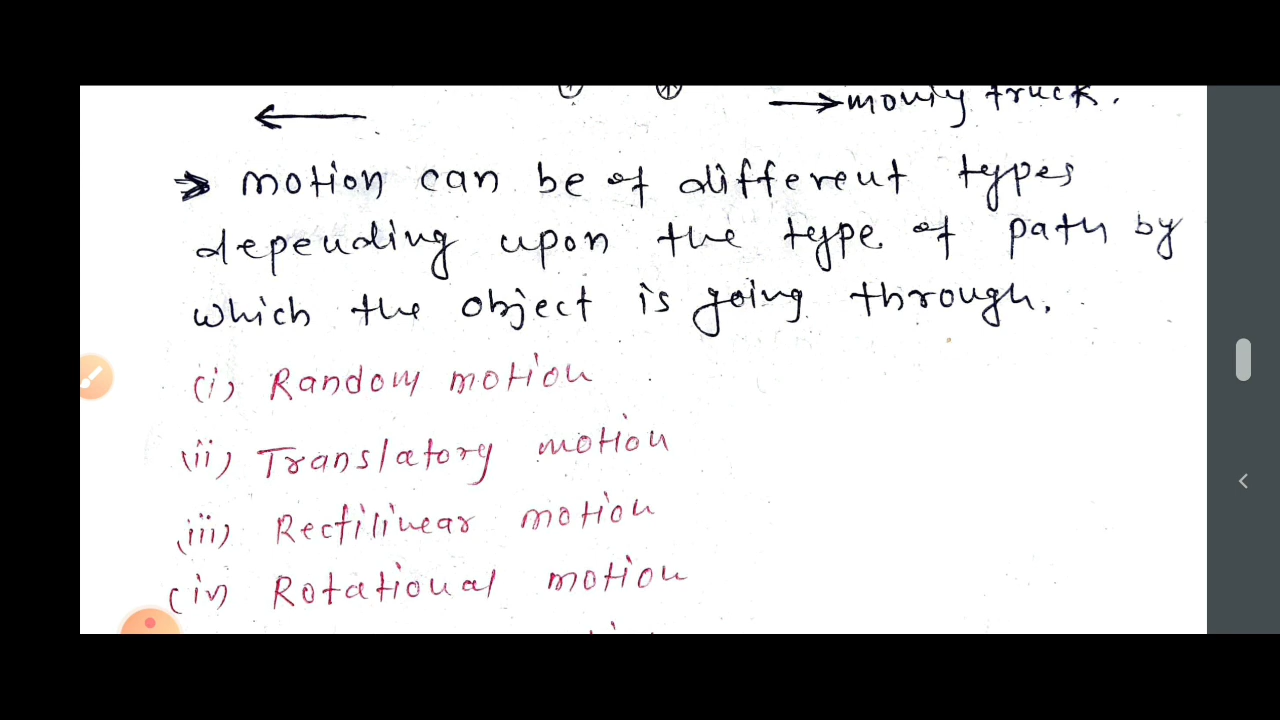 → moving truck.
→ motion can be of different types
depending upon the type of path by
which the object is going through.
(i) Random motion
(ii) Translatory motion
(iii) Rectilinear motion
(iv) Rotational motion